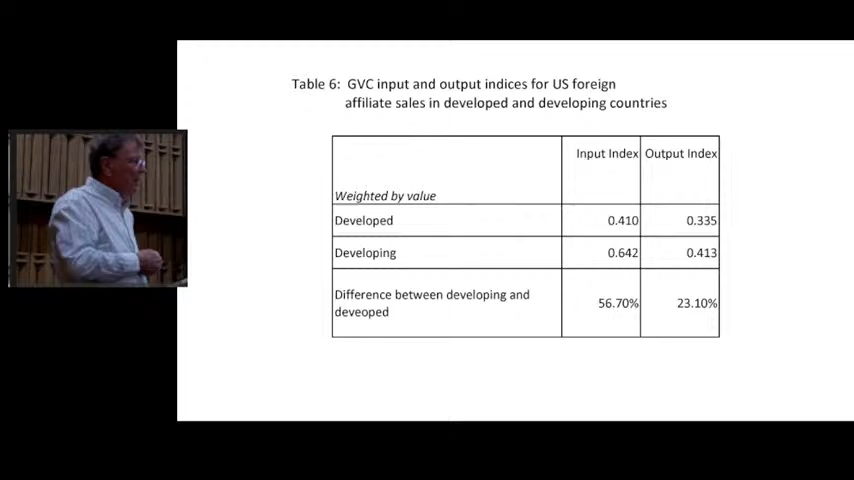 Table 6: GVC input and output indices for US foreign
affiliate sales in developed and developing countries
Input Index Output Index
Weighted by value
Developed 0.410 0.335
Developing 0.642 0.413
Difference between developing and
deveoped 56.70% 23.10%